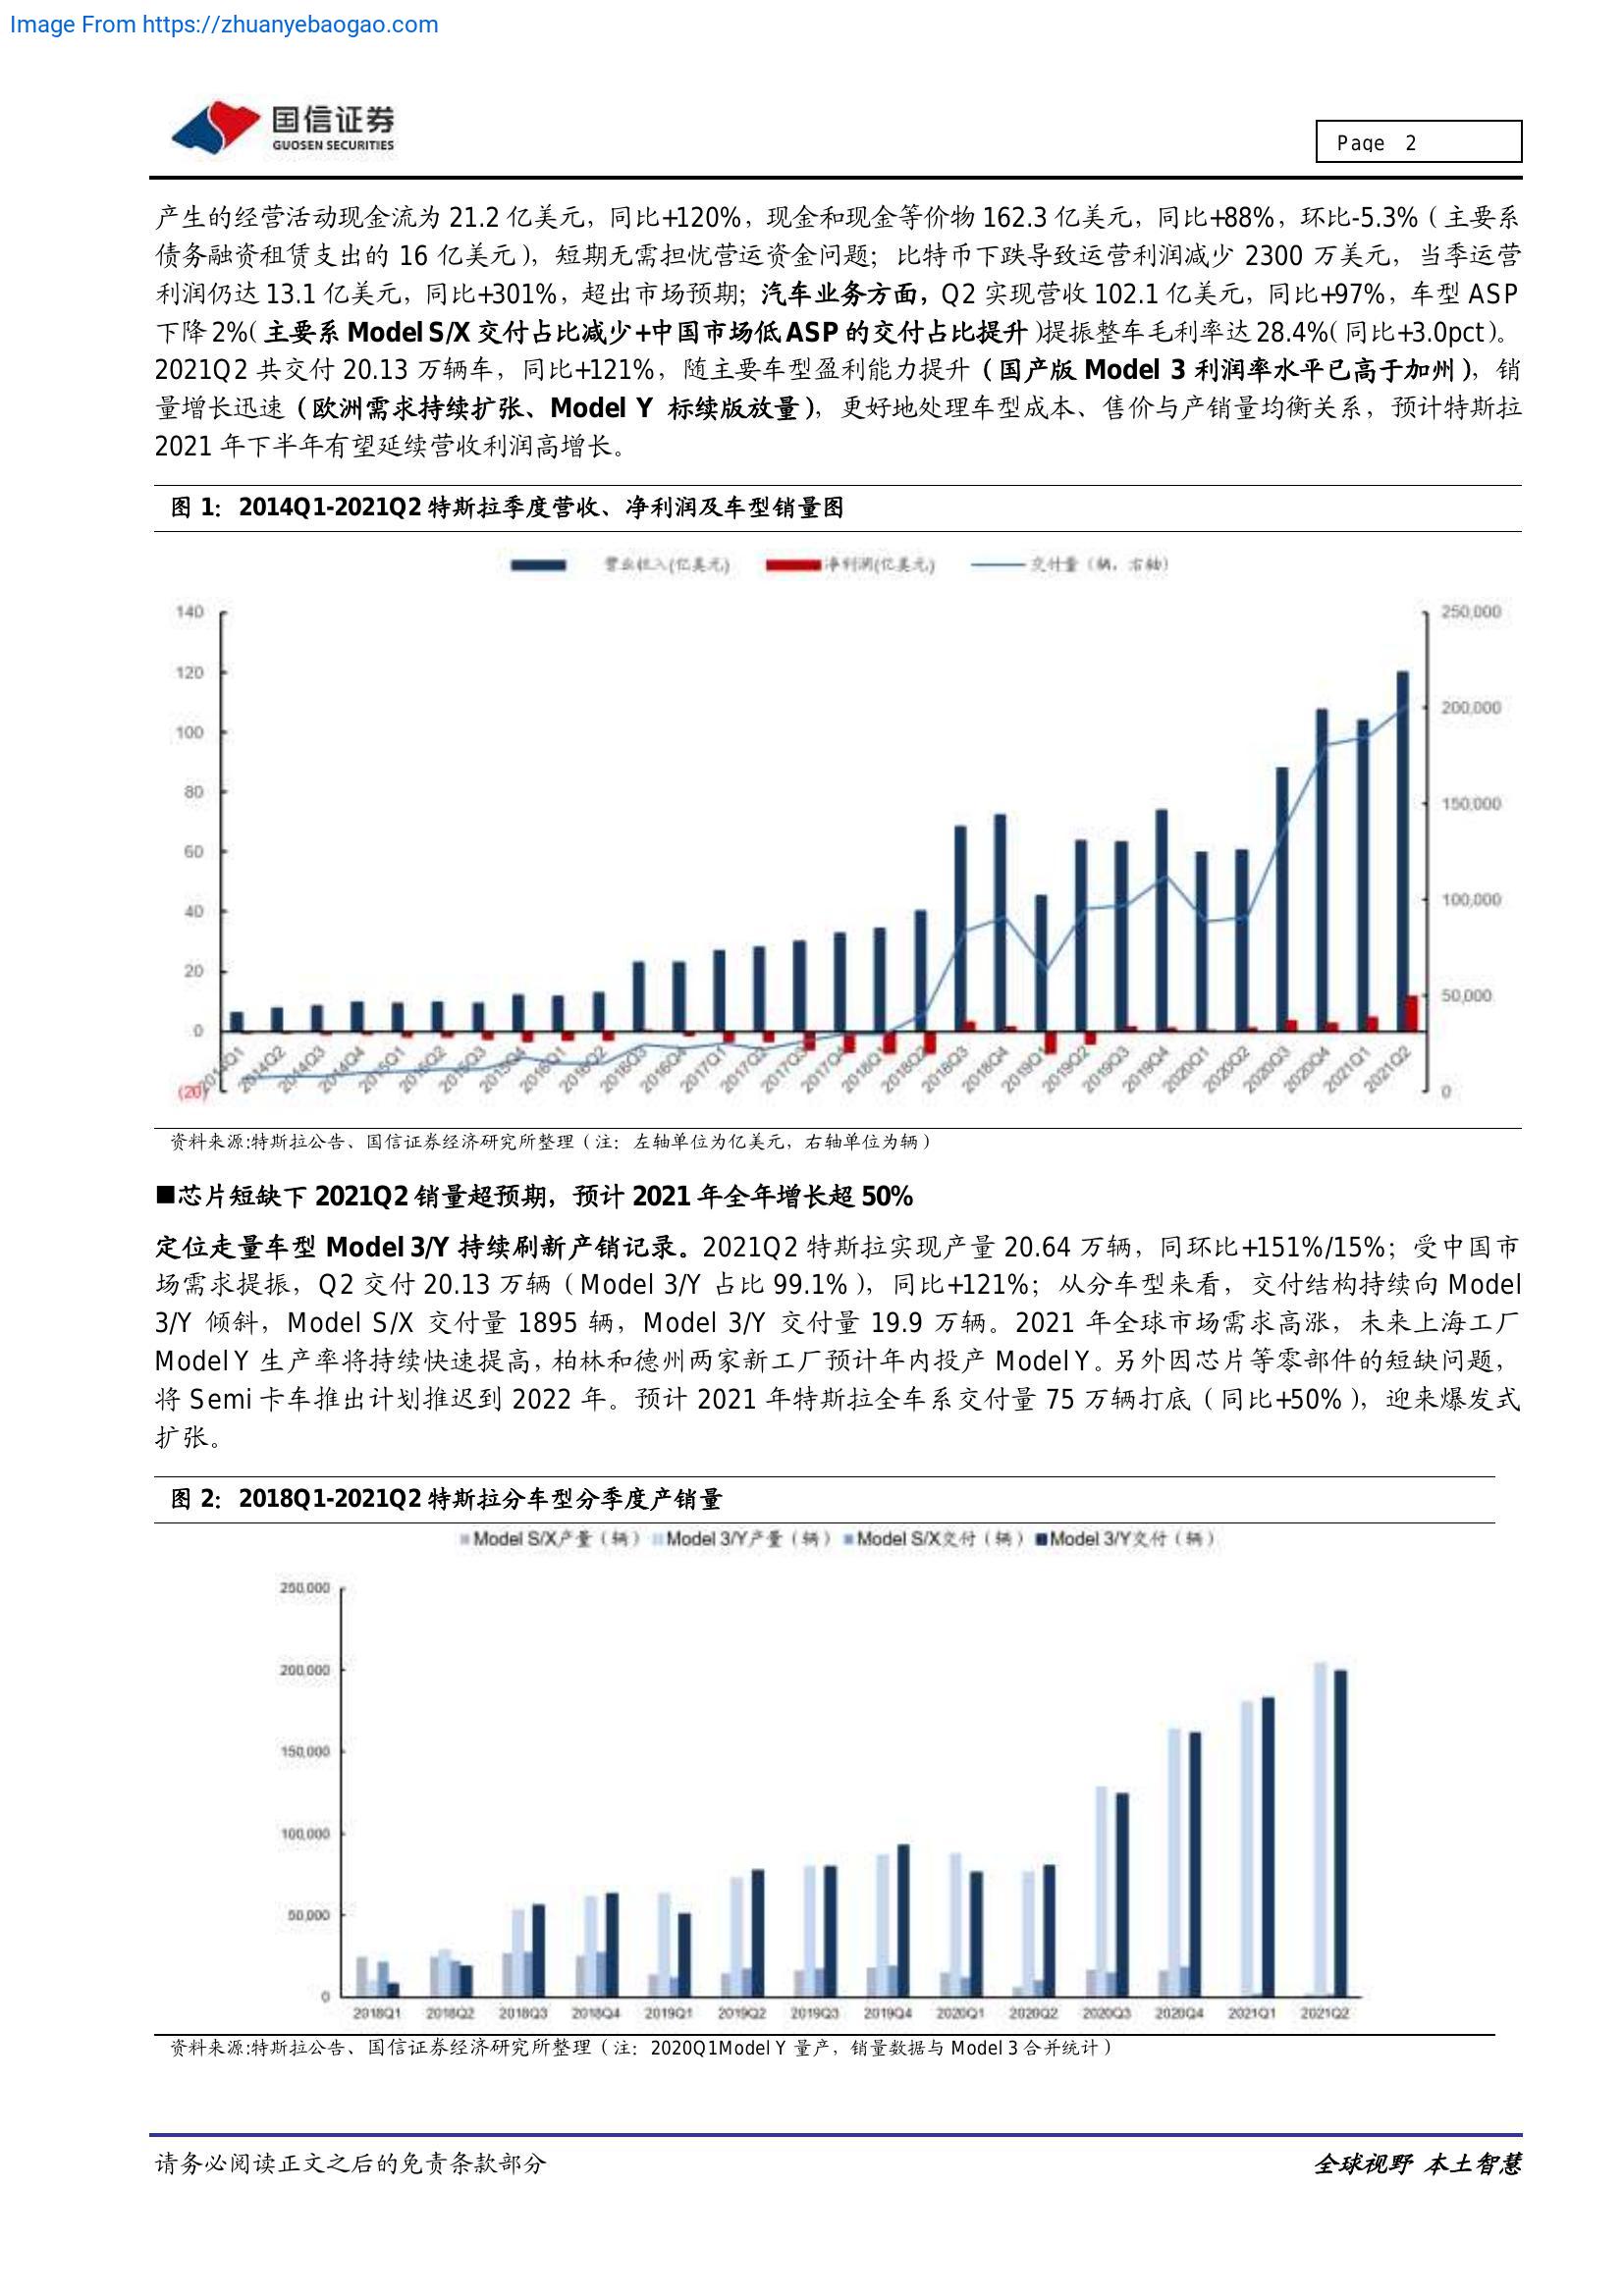 Image From https://zhuanyebaogao.com
国信证券
GUOSEN SECURITIES
Page 2
产生的经营活动现金流为 21.2 亿美元，同比+120%，现金和现金等价物 162.3 亿美元，同比+88%，环比-5.3%（主要系
债务融资租赁支出的 16 亿美元），短期无需担忧营运资金问题；比特币下跌导致运营利润减少 2300 万美元，当季运营
利润仍达 13.1 亿美元，同比+301%，超出市场预期；汽车业务方面，Q2 实现营收 102.1 亿美元，同比+97%，车型 ASP
下降 2%（主要系 Model S/X 交付占比减少+中国市场低 ASP 的交付占比提升）提振整车毛利率达 28.4%（同比+3.0pct）。
2021Q2 共交付 20.13 万辆车，同比+121%，随主要车型盈利能力提升（国产版 Model 3 利润率水平已高于加州），销
量增长迅速（欧洲需求持续扩张、Model Y 标续版放量），更好地处理车型成本、售价与产销量均衡关系，预计特斯拉
2021 年下半年有望延续营收利润高增长。
图 1：2014Q1-2021Q2 特斯拉季度营收、净利润及车型销量图
营业收入(亿美元) 净利润(亿美元) 交付量（辆，右轴）
140 250,000
120
200,000
100
80 150,000
60
100,000
40
20
50,000
0
(20) 0
2014Q1 2014Q2 2014Q3 2014Q4 2015Q1 2015Q2 2015Q3 2015Q4 2016Q1 2016Q2 2016Q3 2016Q4 2017Q1 2017Q2 2017Q3 2017Q4 2018Q1 2018Q2 2018Q3 2018Q4 2019Q1 2019Q2 2019Q3 2019Q4 2020Q1 2020Q2 2020Q3 2020Q4 2021Q1 2021Q2
资料来源:特斯拉公告、国信证券经济研究所整理（注：左轴单位为亿美元，右轴单位为辆）
■芯片短缺下 2021Q2 销量超预期，预计 2021 年全年增长超 50%
定位走量车型 Model 3/Y 持续刷新产销记录。2021Q2 特斯拉实现产量 20.64 万辆，同环比+151%/15%；受中国市
场需求提振，Q2 交付 20.13 万辆（Model 3/Y 占比 99.1%），同比+121%；从分车型来看，交付结构持续向 Model
3/Y 倾斜，Model S/X 交付量 1895 辆，Model 3/Y 交付量 19.9 万辆。2021 年全球市场需求高涨，未来上海工厂
Model Y 生产率将持续快速提高，柏林和德州两家新工厂预计年内投产 Model Y。另外因芯片等零部件的短缺问题，
将 Semi 卡车推出计划推迟到 2022 年。预计 2021 年特斯拉全车系交付量 75 万辆打底（同比+50%），迎来爆发式
扩张。
图 2：2018Q1-2021Q2 特斯拉分车型分季度产销量
Model S/X产量（辆） Model 3/Y产量（辆） Model S/X交付（辆） Model 3/Y交付（辆）
250,000
200,000
150,000
100,000
50,000
0
2018Q1 2018Q2 2018Q3 2018Q4 2019Q1 2019Q2 2019Q3 2019Q4 2020Q1 2020Q2 2020Q3 2020Q4 2021Q1 2021Q2
资料来源:特斯拉公告、国信证券经济研究所整理（注：2020Q1Model Y 量产，销量数据与 Model 3 合并统计）
请务必阅读正文之后的免责条款部分
全球视野 本土智慧